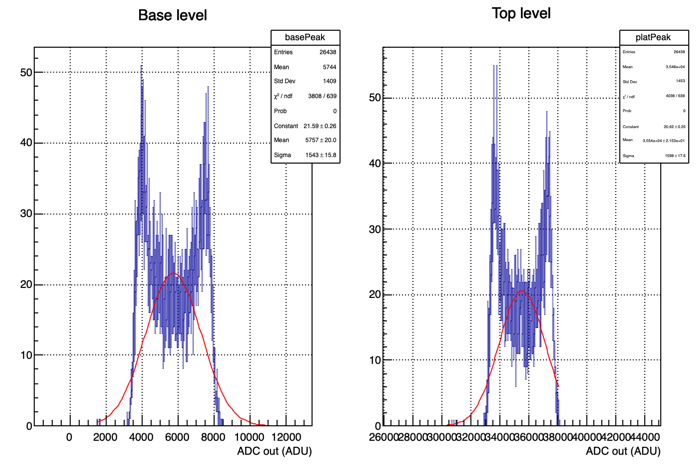 Base level
basePeak
Entries 26438
Mean 5744
Std Dev 1409
χ² / ndf 3808 / 639
Prob 0
Constant 21.59 ± 0.26
Mean 5757 ± 20.0
Sigma 1543 ± 15.8
50
40
30
20
10
0
0 2000 4000 6000 8000 10000 12000
ADC out (ADU)
Top level
platPeak
Entries 26438
Mean
Std Dev 1403
χ² / ndf
Prob 0
Constant
Mean
Sigma
50
40
30
20
10
0
26000 28000 30000 32000 34000 36000 38000 40000 42000 44000
ADC out (ADU)